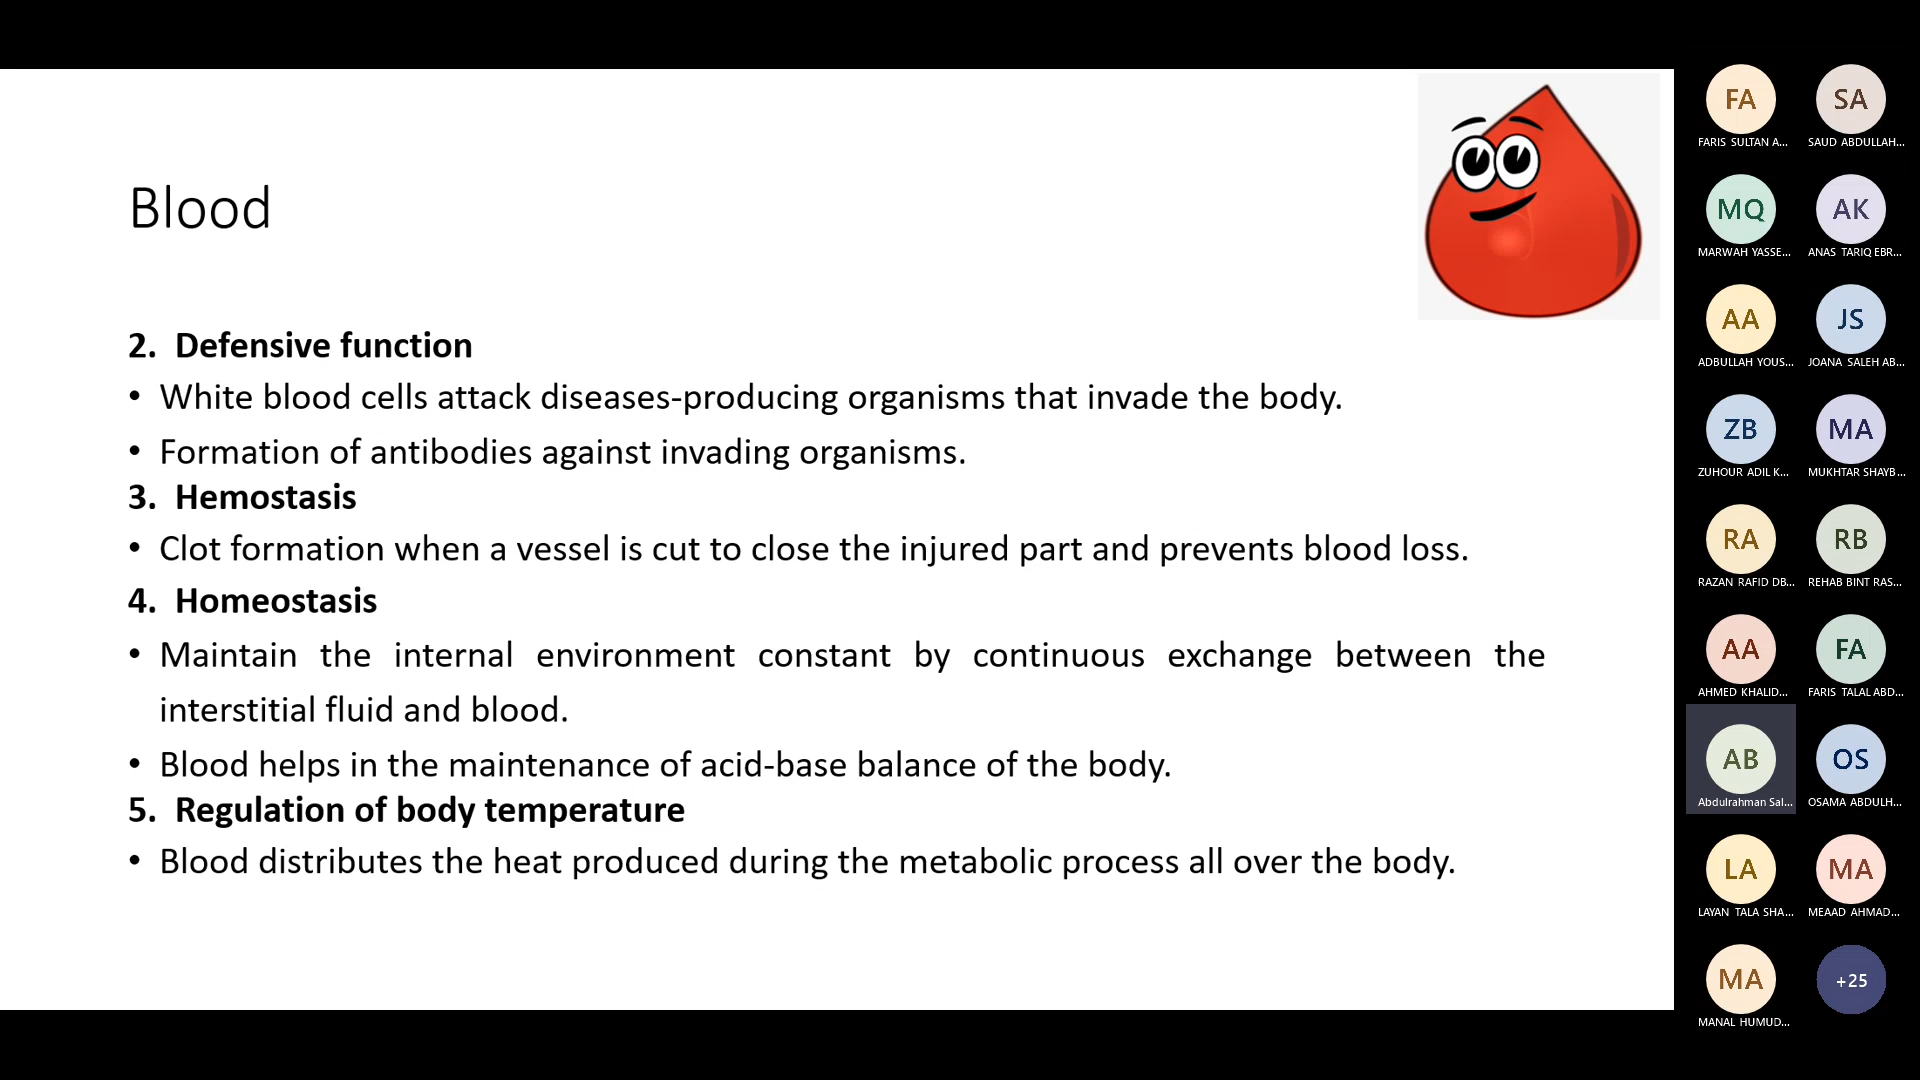 Blood
2. Defensive function
• White blood cells attack diseases-producing organisms that invade the body.
• Formation of antibodies against invading organisms.
3. Hemostasis
• Clot formation when a vessel is cut to close the injured part and prevents blood loss.
4. Homeostasis
• Maintain the internal environment constant by continuous exchange between the
interstitial fluid and blood.
• Blood helps in the maintenance of acid-base balance of the body.
5. Regulation of body temperature
• Blood distributes the heat produced during the metabolic process all over the body.
FA SA
FARIS SULTAN A... SAUD ABDULLAH...
MQ AK
MARWAH YASSE... ANAS TARIQ EBR...
AA JS
ADBULLAH YOUS... JOANA SALEH AB...
ZB MA
ZUHOUR ADIL K... MUKHTAR SHAYB...
RA RB
RAZAN RAFID DB... REHAB BINT RAS...
AA FA
AHMED KHALID... FARIS TALAL ABD...
AB OS
Abdulrahman Sal... OSAMA ABDULH...
LA MA
LAYAN TALA SHA... MEAAD AHMAD...
MA +25
MANAL HUMUD...